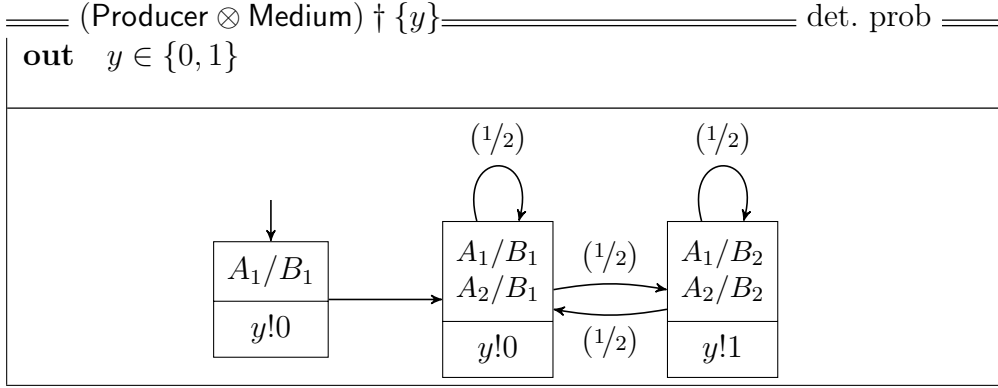 (Producer ⊗ Medium) † {y} det. prob
out y ∈ {0, 1}
(1/2) (1/2)
A₁/B₁ A₁/B₁ (1/2) A₁/B₂
A₂/B₁ A₂/B₂
y!0 y!0 (1/2) y!1